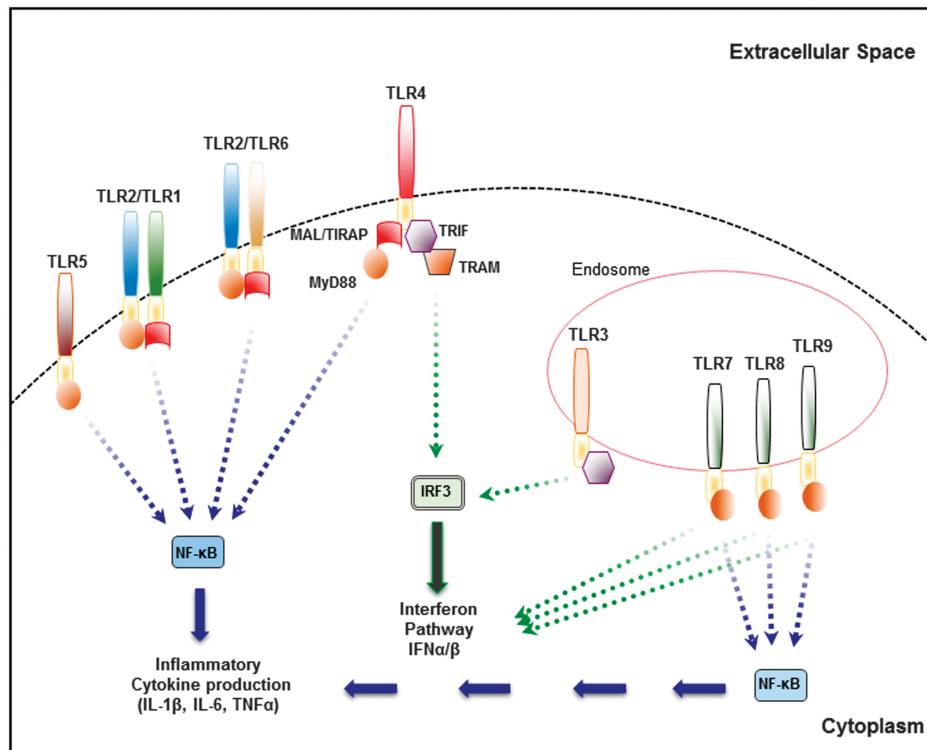 Extracellular Space
TLR4
TLR2/TLR6
TLR2/TLR1
MAL/TIRAP
TRIF
TLR5
MyD88
TRAM
Endosome
TLR3
TLR7
TLR8
TLR9
IRF3
NF-κB
Interferon
Pathway
IFNα/β
Inflammatory
Cytokine production
(IL-1β, IL-6, TNFα)
NF-κB
Cytoplasm